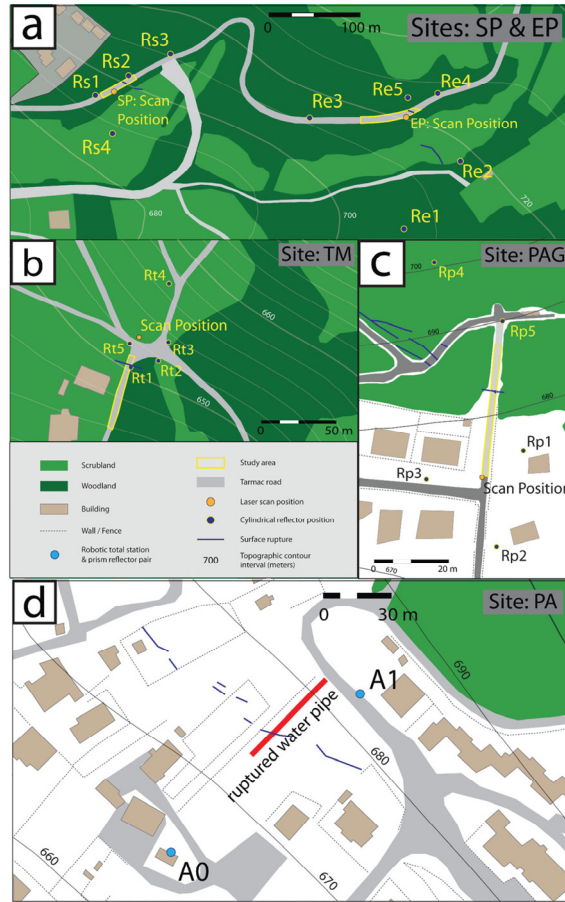 a
0
100 m
Sites: SP & EP
Rs3
Rs2
Rs1
SP: Scan
Position
Rs4
Re3
Re5
Re4
EP: Scan Position
Re2
Re1
680
700
720
b
Site: TM
Rt4
Scan Position
Rt5
Rt3
Rt2
Rt1
660
650
0
50 m
c
Site: PAG
700
Rp4
690
Rp5
680
Rp1
Rp3
Scan Position
Rp2
0
670
20 m
Scrubland
Woodland
Building
Wall / Fence
Robotic total station
& prism reflector pair
Study area
Tarmac road
Laser scan position
Cylindrical reflector position
Surface rupture
700
Topographic contour
interval (meters)
d
0
30 m
Site: PA
690
A1
ruptured water pipe
680
660
A0
670